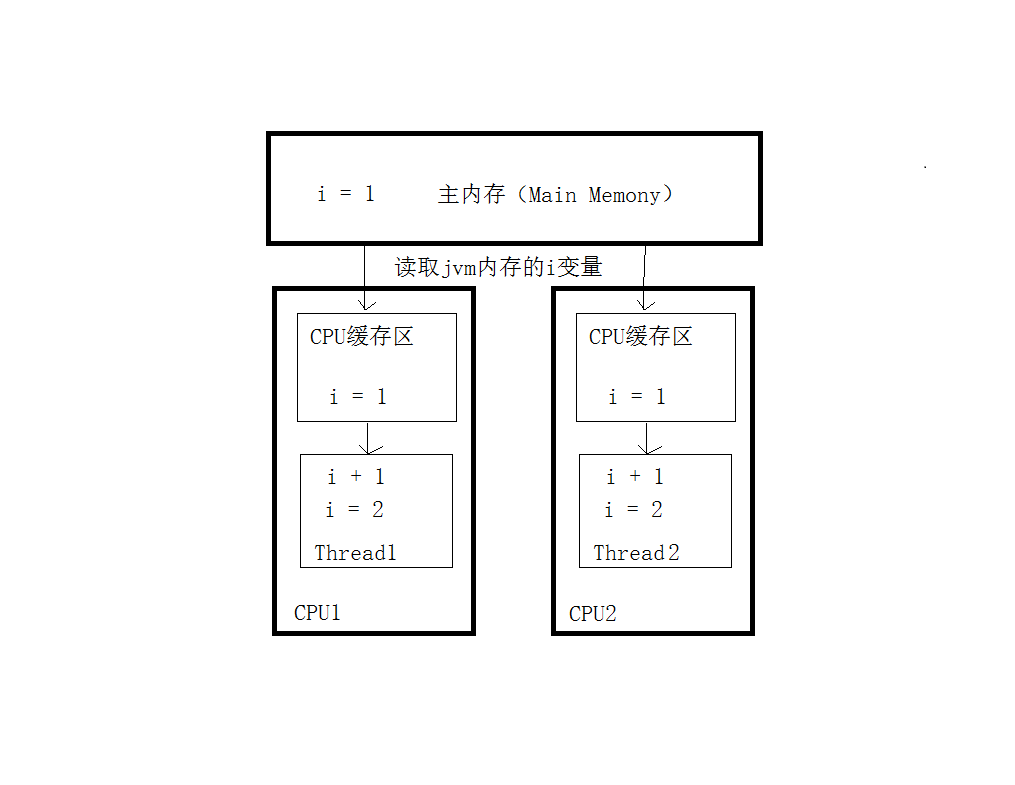 i = 1 主内存（Main Memony）
读取jvm内存的i变量
CPU缓存区
i = 1
i + 1
i = 2
Thread1
CPU1
CPU缓存区
i = 1
i + 1
i = 2
Thread2
CPU2